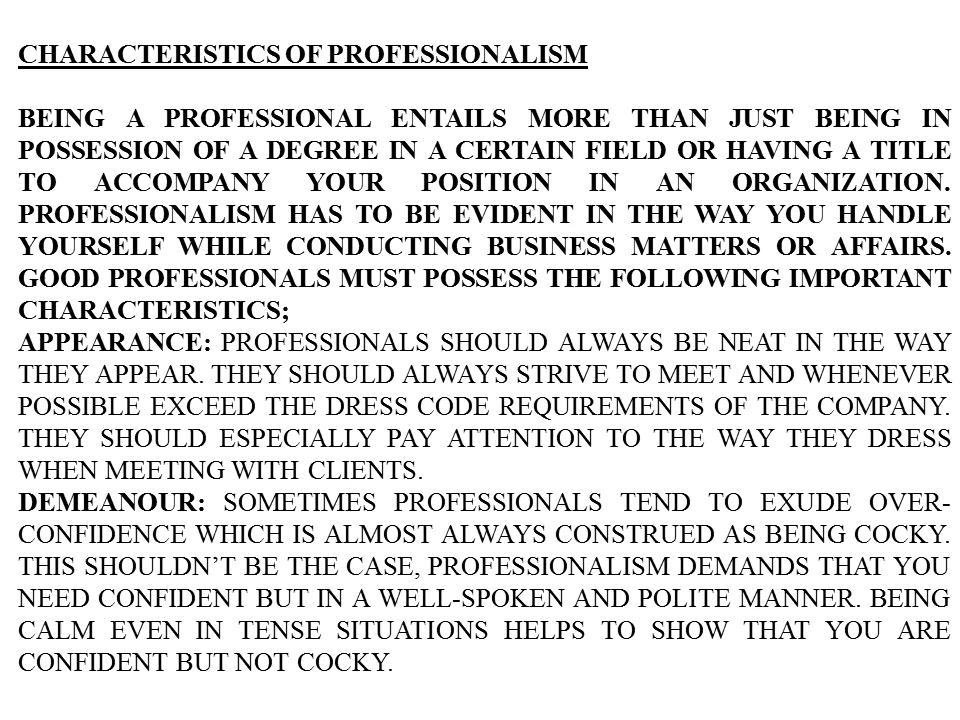 CHARACTERISTICS OF PROFESSIONALISM
BEING A PROFESSIONAL ENTAILS MORE THAN JUST BEING IN
POSSESSION OF A DEGREE IN A CERTAIN FIELD OR HAVING A TITLE
TO ACCOMPANY YOUR POSITION IN AN ORGANIZATION.
PROFESSIONALISM HAS TO BE EVIDENT IN THE WAY YOU HANDLE
YOURSELF WHILE CONDUCTING BUSINESS MATTERS OR AFFAIRS.
GOOD PROFESSIONALS MUST POSSESS THE FOLLOWING IMPORTANT
CHARACTERISTICS;
APPEARANCE: PROFESSIONALS SHOULD ALWAYS BE NEAT IN THE WAY
THEY APPEAR. THEY SHOULD ALWAYS STRIVE TO MEET AND WHENEVER
POSSIBLE EXCEED THE DRESS CODE REQUIREMENTS OF THE COMPANY.
THEY SHOULD ESPECIALLY PAY ATTENTION TO THE WAY THEY DRESS
WHEN MEETING WITH CLIENTS.
DEMEANOUR: SOMETIMES PROFESSIONALS TEND TO EXUDE OVER-
CONFIDENCE WHICH IS ALMOST ALWAYS CONSTRUED AS BEING COCKY.
THIS SHOULDN'T BE THE CASE, PROFESSIONALISM DEMANDS THAT YOU
NEED CONFIDENT BUT IN A WELL-SPOKEN AND POLITE MANNER. BEING
CALM EVEN IN TENSE SITUATIONS HELPS TO SHOW THAT YOU ARE
CONFIDENT BUT NOT COCKY.